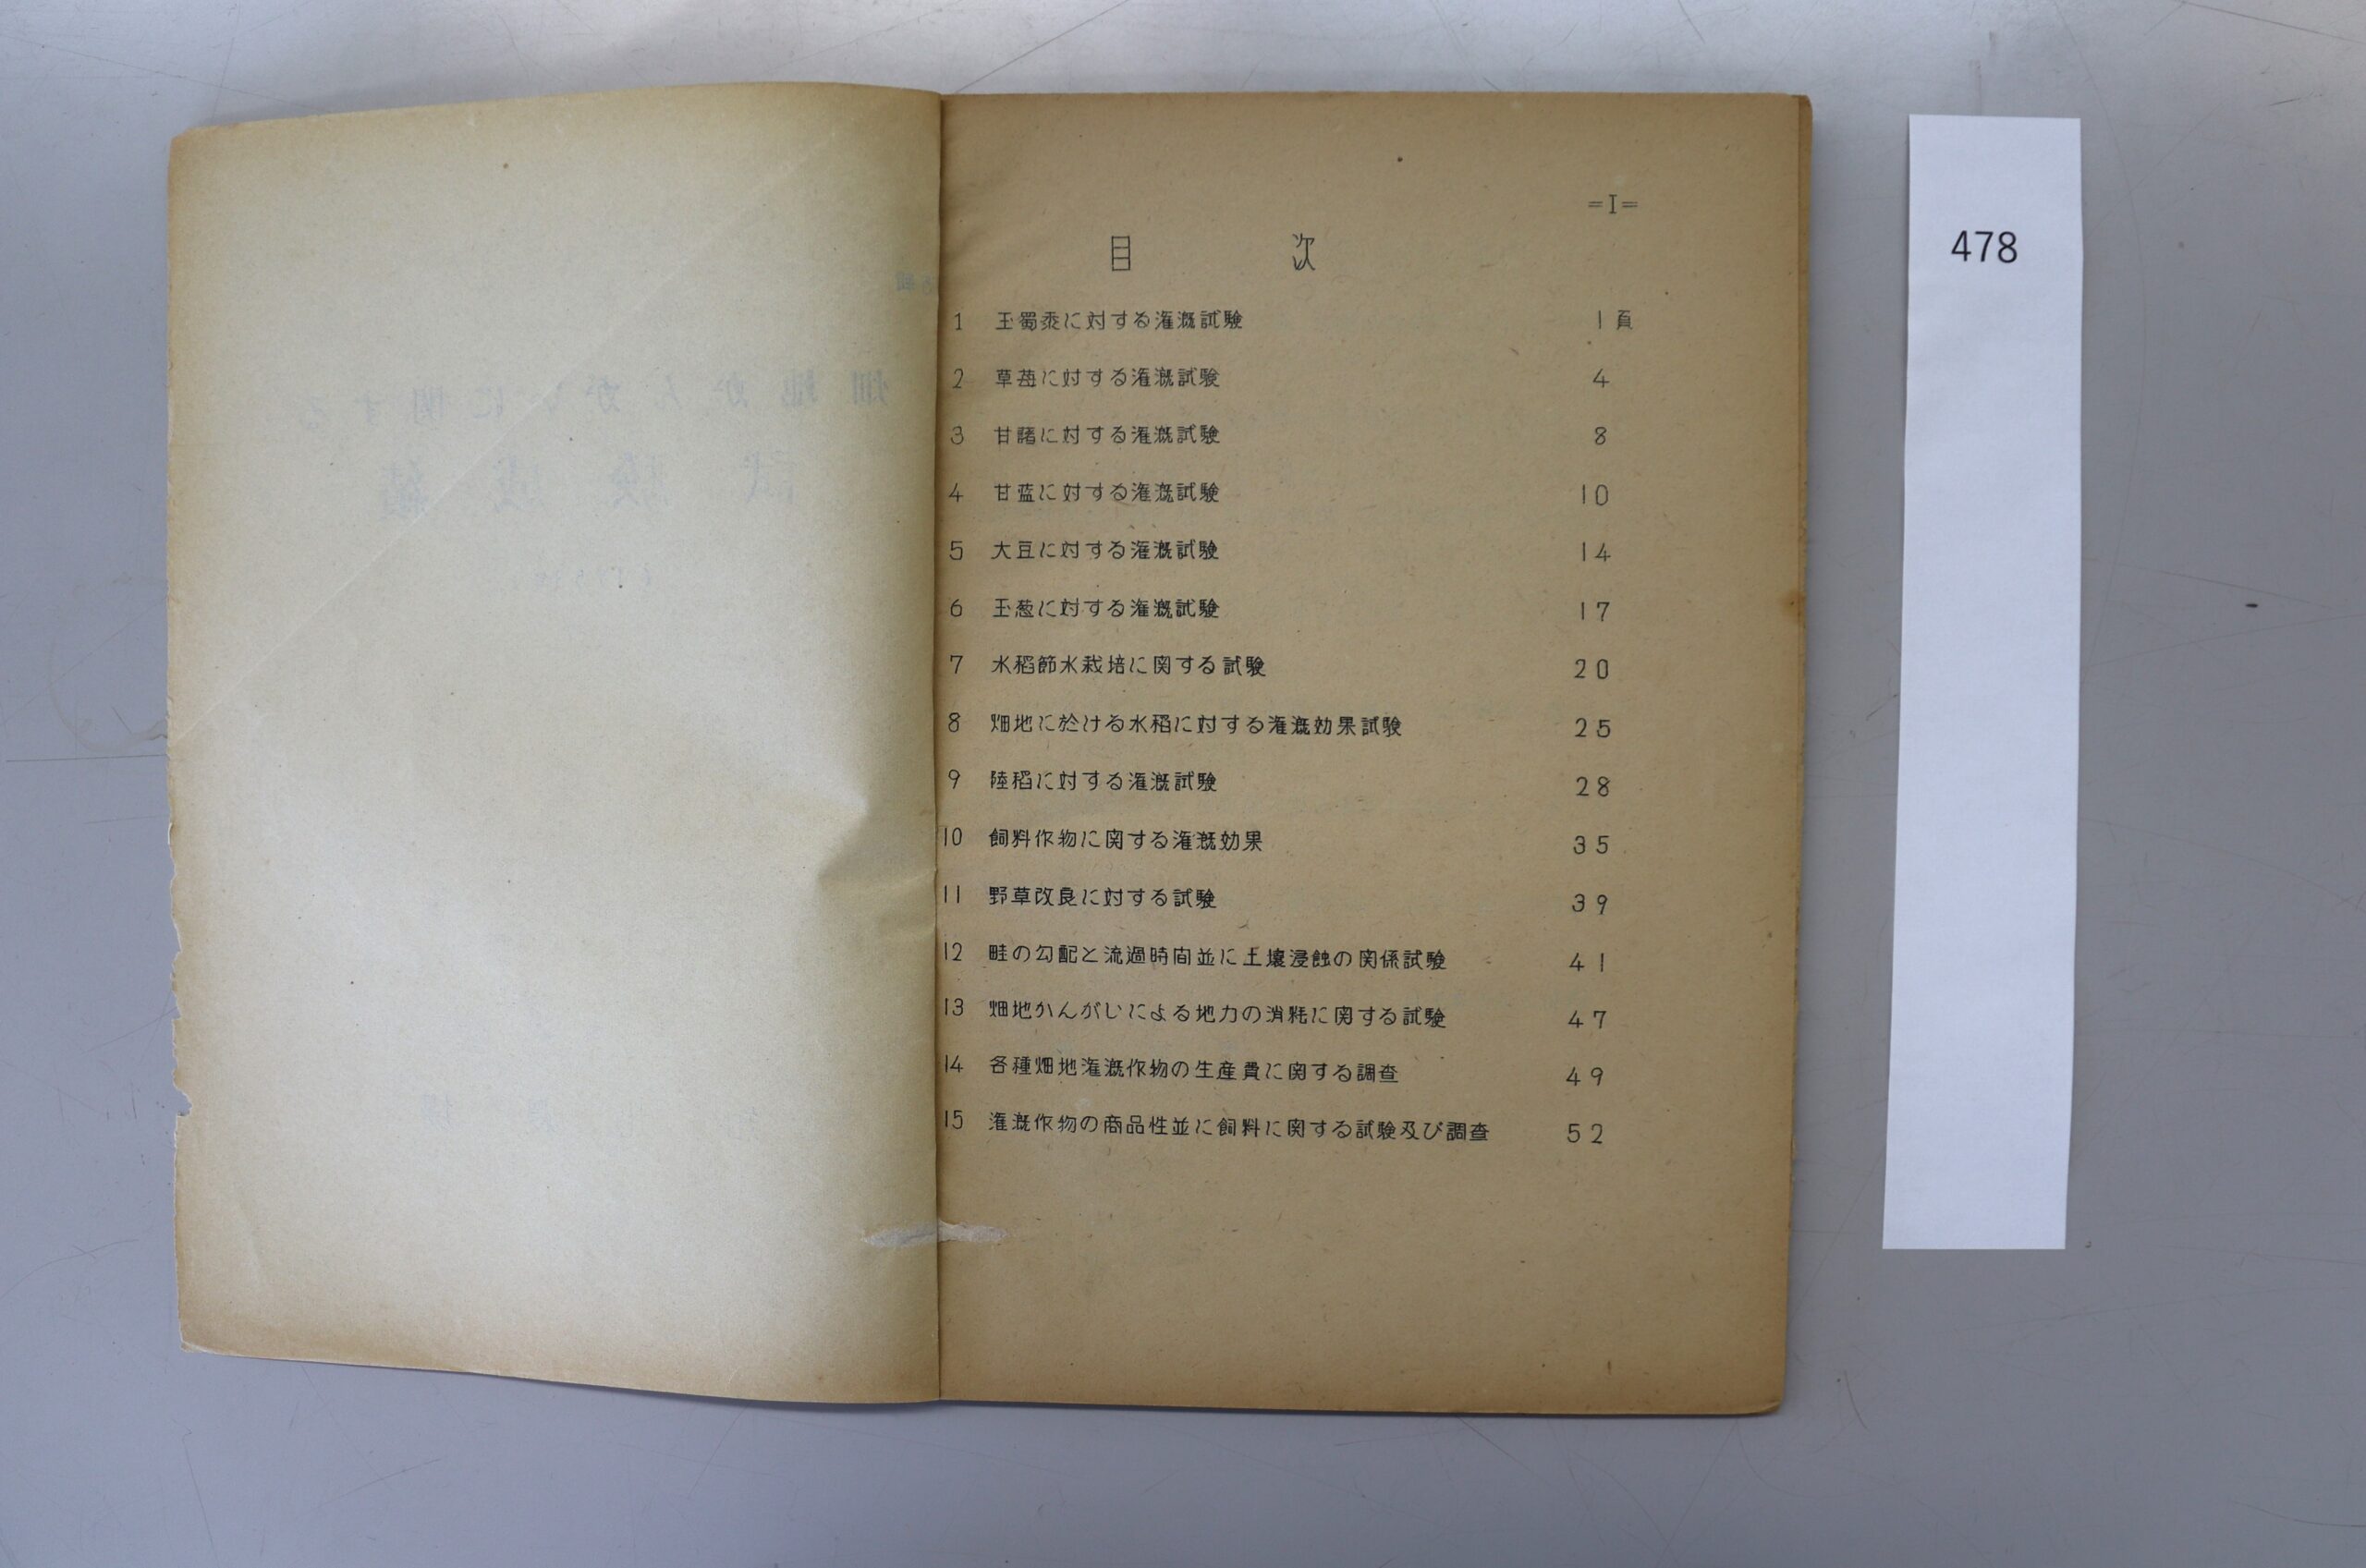 =I=
目 次
1 玉蜀黍に対する潅漑試験 1頁
2 草苺に対する潅漑試験 4
3 甘藷に対する潅漑試験 8
4 甘藍に対する潅漑試験 10
5 大豆に対する潅漑試験 14
6 玉葱に対する潅漑試験 17
7 水稻節水栽培に関する試験 20
8 畑地に於ける水稻に対する潅漑効果試験 25
9 陸稻に対する潅漑試験 28
10 飼料作物に関する潅漑効果 35
11 野草改良に対する試験 39
12 畦の勾配と流過時間並に土壌浸蝕の関係試験 41
13 畑地かんがいによる地力の消耗に関する試験 47
14 各種畑地潅漑作物の生産費に関する調査 49
15 潅漑作物の商品性並に飼料に関する試験及び調査 52
478